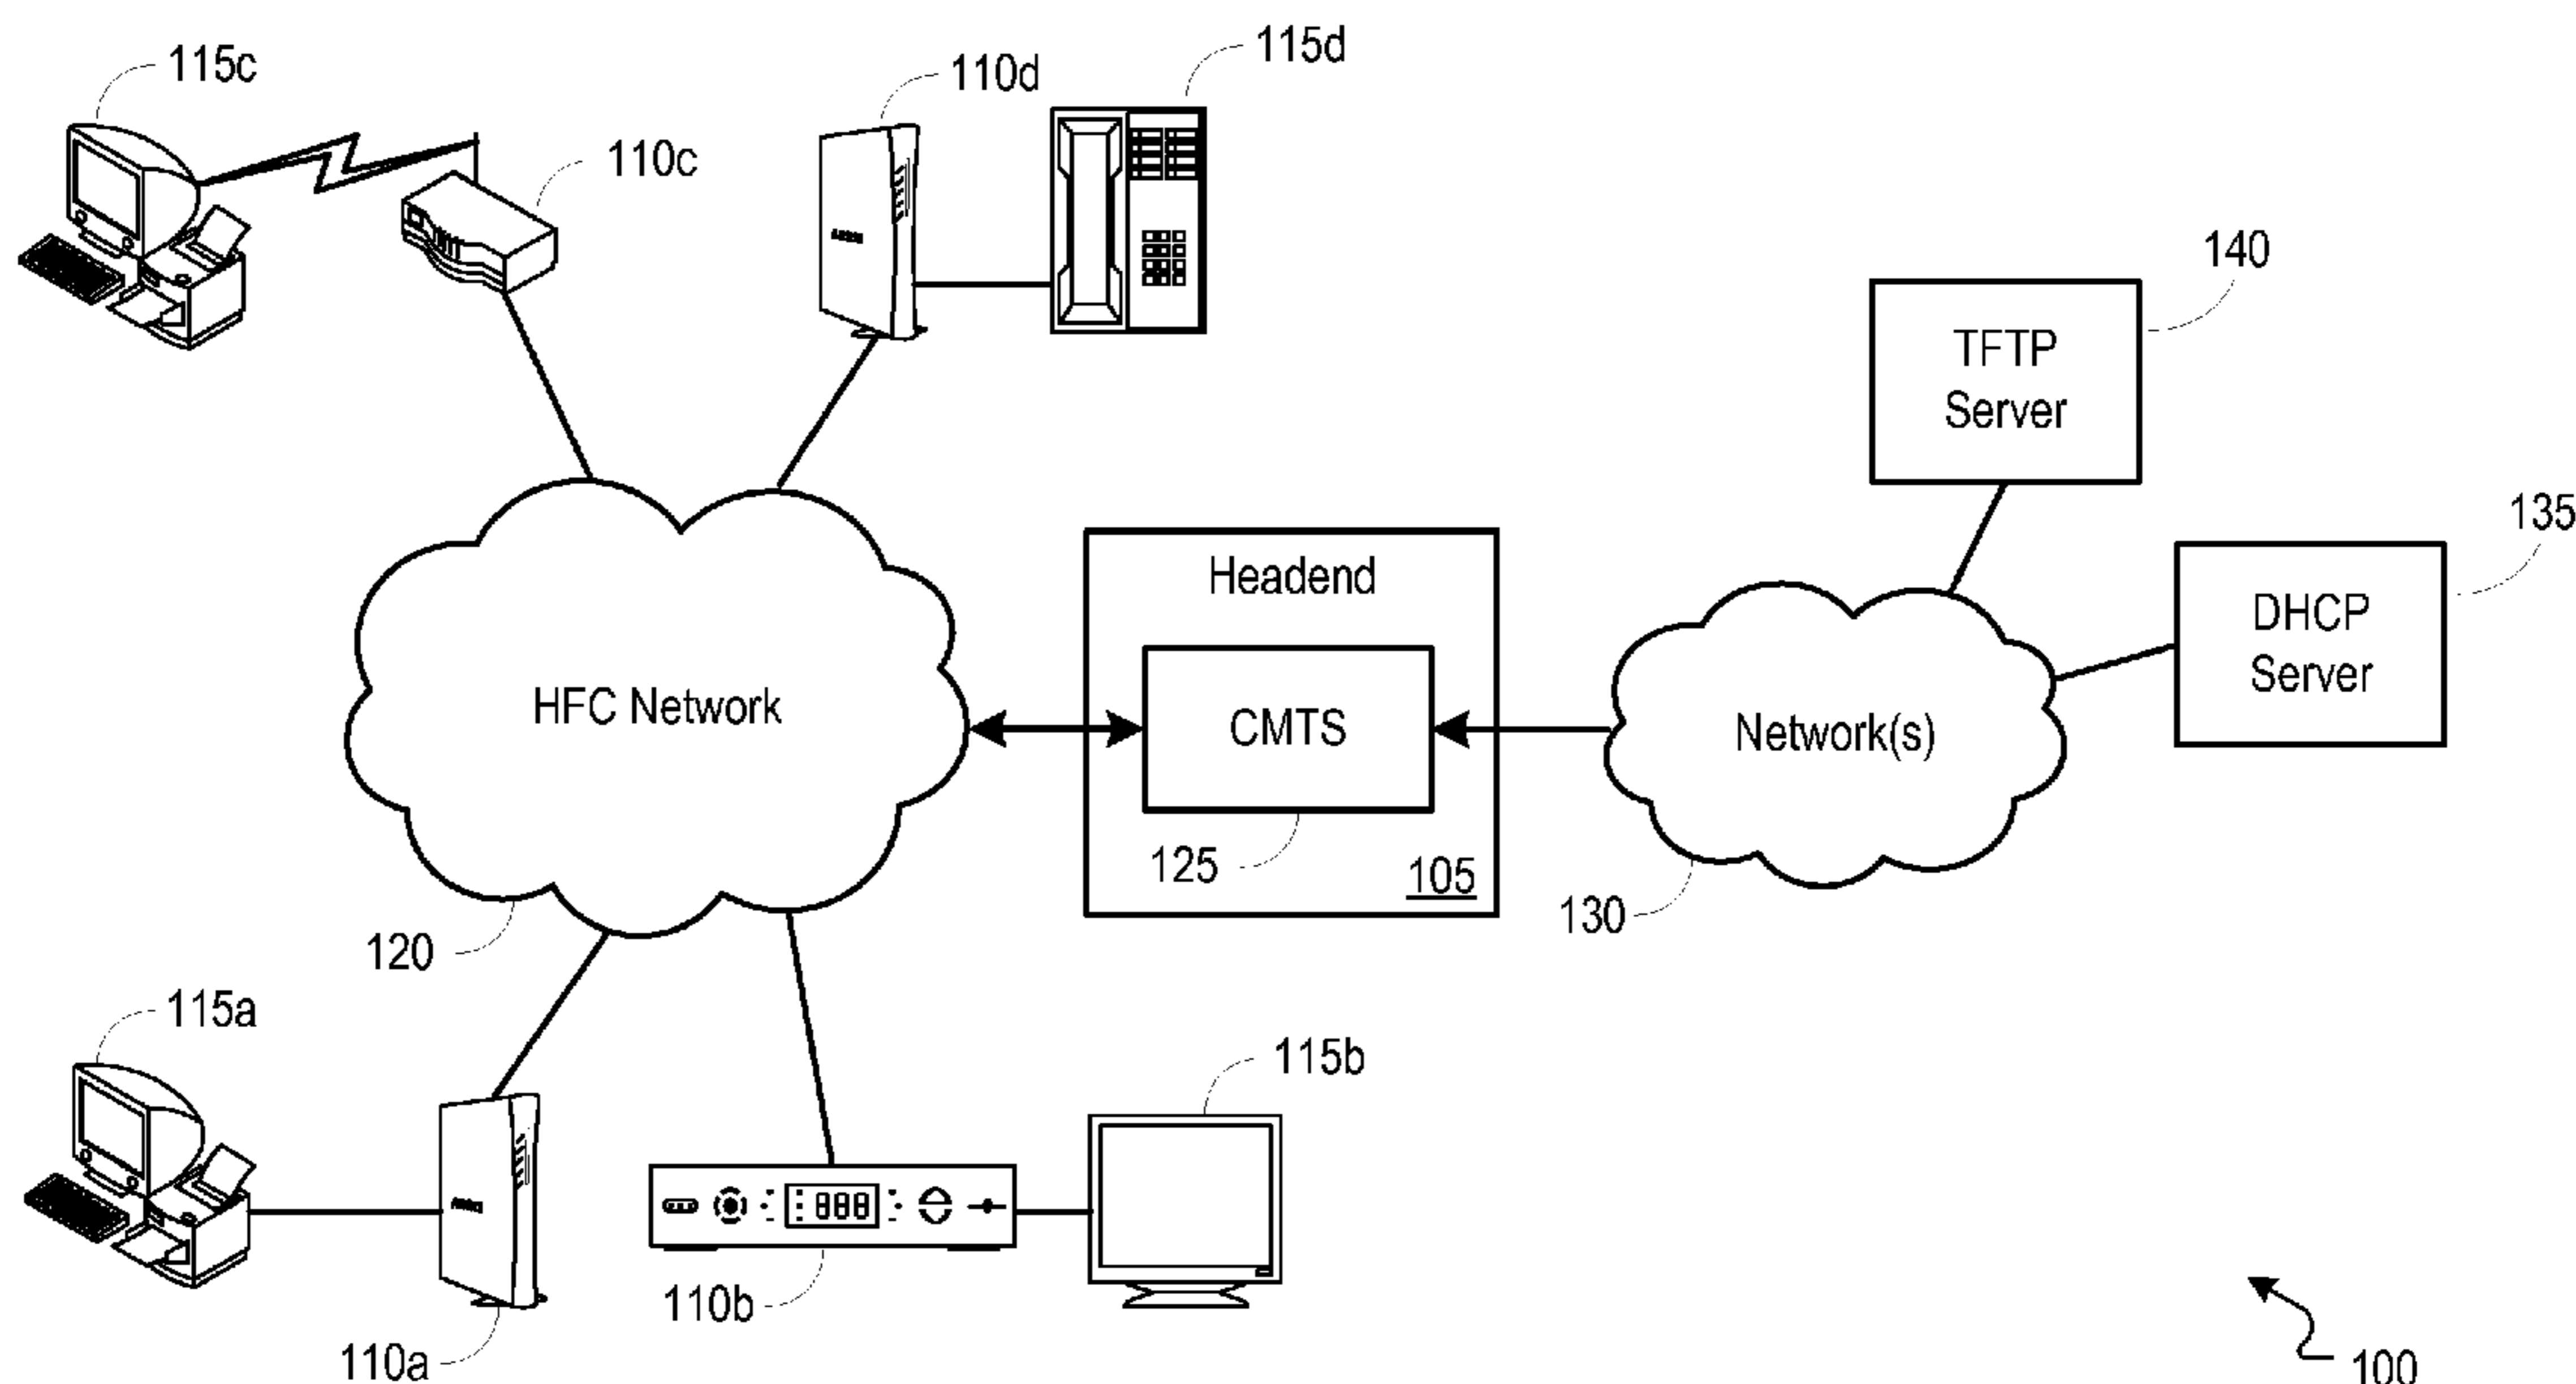 115c
110c
110d
115d
140
TFTP
Server
135
DHCP
Server
Headend
HFC Network
CMTS
Network(s)
125
105
130
120
115a
115b
888
110b
110a
100